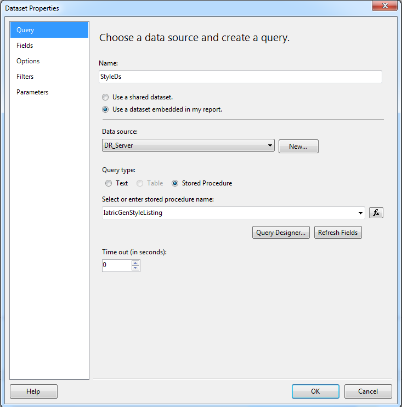 Dataset Properties
Query
Fields
Options
Filters
Parameters
Choose a data source and create a query.
Name:
StyleDs
Use a shared dataset.
Use a dataset embedded in my report.
Data source:
DR_Server
New...
Query type:
Text Table Stored Procedure
Select or enter stored procedure name:
IatricGenStyleListing
fx
Query Designer... Refresh Fields
Time out (in seconds):
0
Help OK Cancel